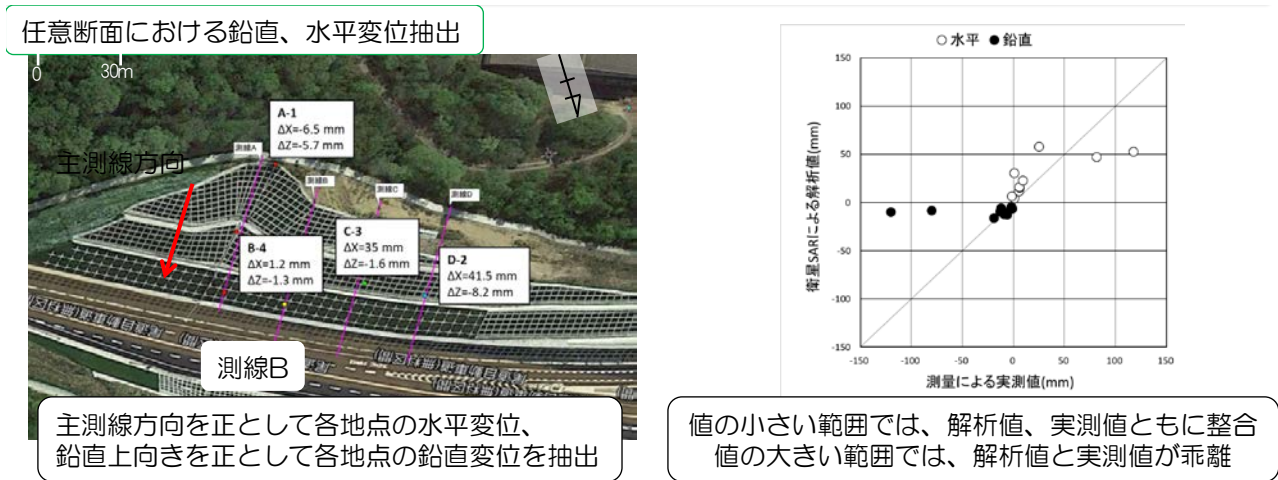 任意断面における鉛直、水平変位抽出
0 30m
主測線方向
測線A
測線B
測線C
測線D
A-1
ΔX=-6.5 mm
ΔZ=-5.7 mm
B-4
ΔX=1.2 mm
ΔZ=-1.3 mm
C-3
ΔX=35 mm
ΔZ=-1.6 mm
D-2
ΔX=41.5 mm
ΔZ=-8.2 mm
測線B
主測線方向を正として各地点の水平変位、
鉛直上向きを正として各地点の鉛直変位を抽出
○ 水平 ● 鉛直
衛星SARによる解析値(mm)
150
100
50
0
-50
-100
-150
-150 -100 -50 0 50 100 150
測量による実測値(mm)
値の小さい範囲では、解析値、実測値ともに整合
値の大きい範囲では、解析値と実測値が乖離